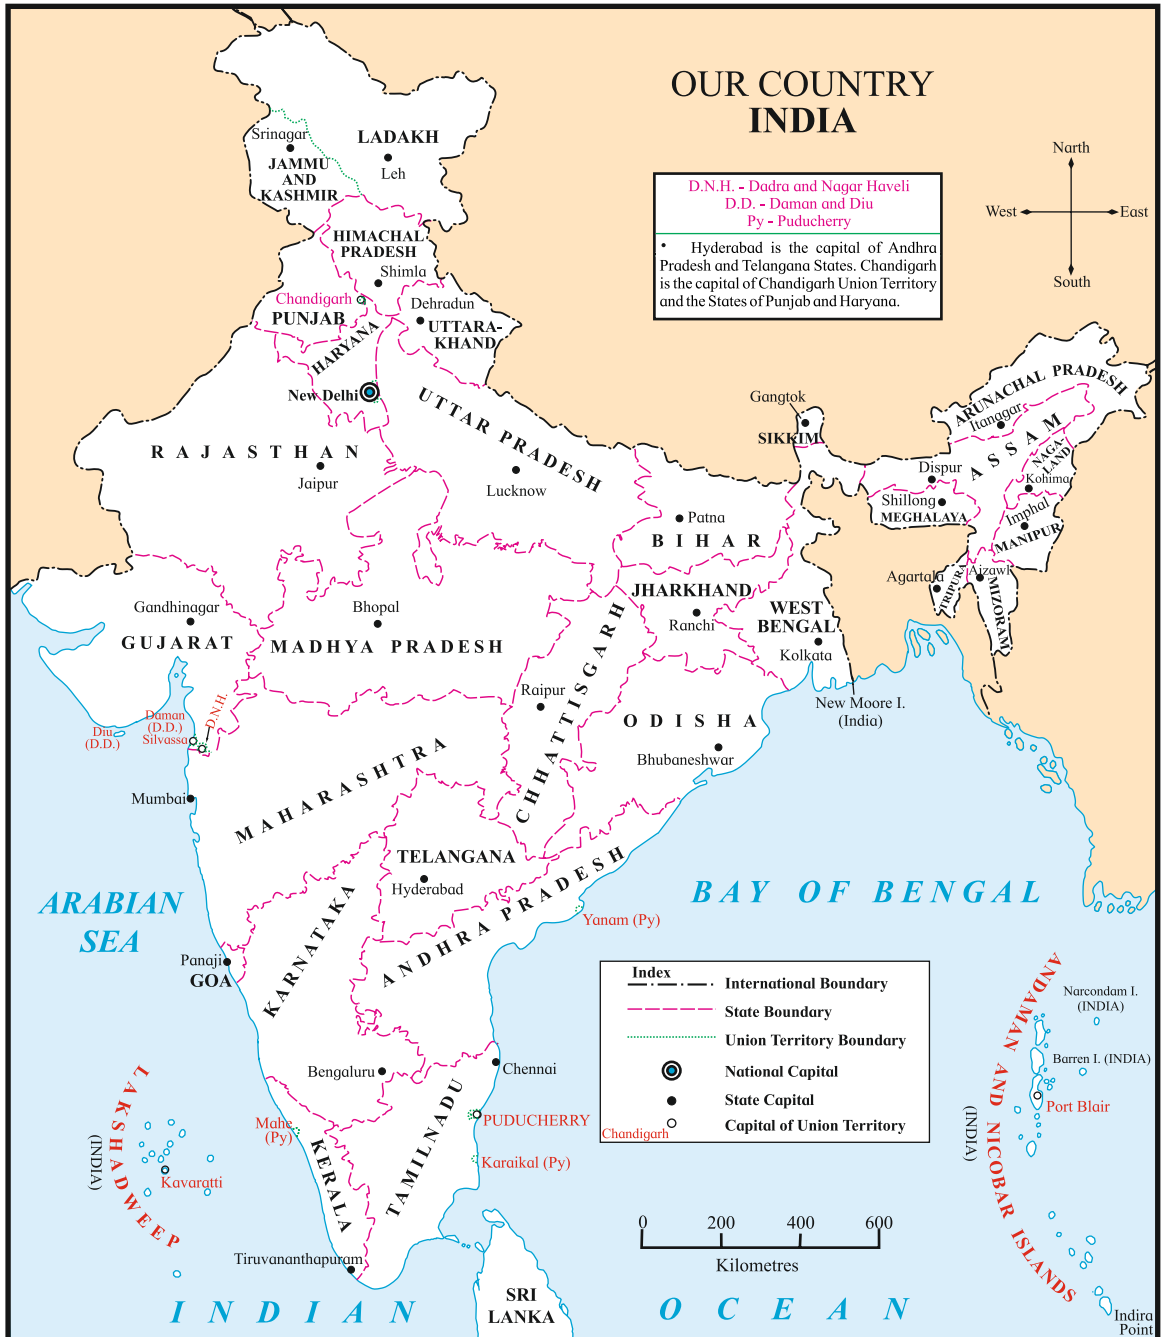 OUR COUNTRY
INDIA
D.N.H. - Dadra and Nagar Haveli
D.D. - Daman and Diu
Py - Puducherry
• Hyderabad is the capital of Andhra
Pradesh and Telangana States. Chandigarh
is the capital of Chandigarh Union Territory
and the States of Punjab and Haryana.
Narth
West
East
South
Srinagar
LADAKH
JAMMU
AND
KASHMIR
Leh
HIMACHAL
PRADESH
Shimla
Chandigarh
PUNJAB
Dehradun
UTTARA-
KHAND
HARYANA
New Delhi
UTTAR PRADESH
RAJASTHAN
Jaipur
Lucknow
Gangtok
SIKKIM
ARUNACHAL PRADESH
Itanagar
ASSAM
Dispur
NAGA-
LAND
Kohima
Shillong
MEGHALAYA
Imphal
MANIPUR
Patna
BIHAR
Agartala
TRIPURA
Aizawl
MIZORAM
Gandhinagar
GUJARAT
Bhopal
MADHYA PRADESH
JHARKHAND
Ranchi
WEST
BENGAL
Kolkata
New Moore I.
(India)
CHHATTISGARH
Raipur
ODISHA
Bhubaneshwar
Diu
(D.D.)
Daman
(D.D.)
Silvassa
D.N.H.
Mumbai
MAHARASHTRA
TELANGANA
Hyderabad
ANDHRA PRADESH
Yanam (Py)
ARABIAN
SEA
BAY OF BENGAL
Panaji
GOA
KARNATAKA
Bengaluru
Chennai
Mahe
(Py)
PUDUCHERRY
Karaikal (Py)
KERALA
TAMILNADU
Tiruvananthapuram
LAKSHADWEEP
(INDIA)
Kavaratti
Index
International Boundary
State Boundary
Union Territory Boundary
National Capital
State Capital
Capital of Union Territory
Chandigarh
ANDAMAN AND NICOBAR ISLANDS
(INDIA)
Narcondam I.
(INDIA)
Barren I. (INDIA)
Port Blair
Indira
Point
0 200 400 600
Kilometres
SRI
LANKA
INDIAN OCEAN